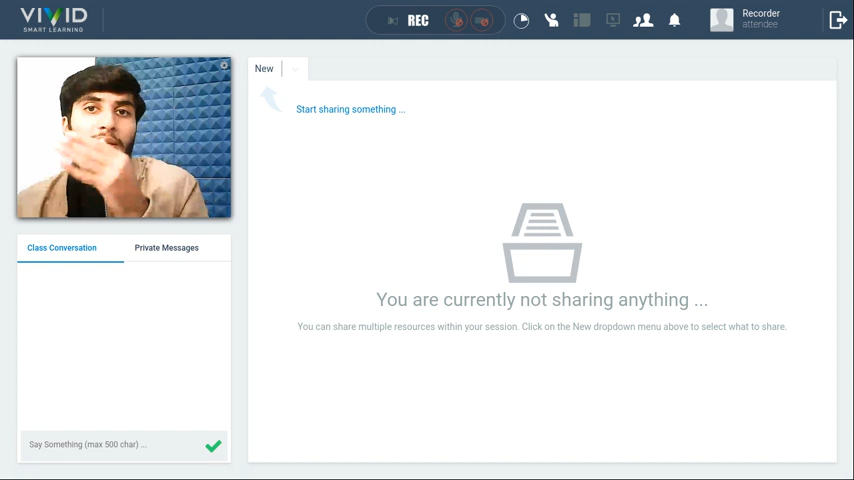 VIVID
SMART LEARNING
REC
Recorder
attendee
New
Start sharing something ...
You are currently not sharing anything ...
You can share multiple resources within your session. Click on the New dropdown menu above to select what to share.
Class Conversation
Private Messages
Say Something (max 500 char) ...